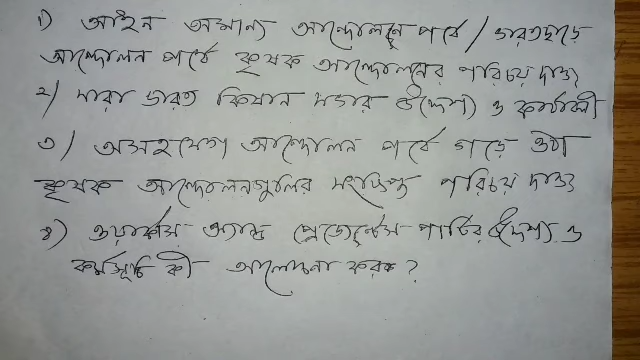 ১) আইন অমান্য আন্দোলন পর্বে / ভারতছাড়ো
আন্দোলন পর্বে কৃষক আন্দোলনের পরিচয় দাও
২) সারা ভারত কিষান সভার উদ্দেশ্য ও কার্যাবলী
৩) অসহযোগ আন্দোলন পর্বে গড়ে ওঠা
কৃষক আন্দোলনগুলির সংক্ষিপ্ত পরিচয় দাও
৪) ওয়ার্কার্স অ্যান্ড পেজেন্টস পার্টির উদ্দেশ্য ও
কর্মসূচি কী আলোচনা কর ?